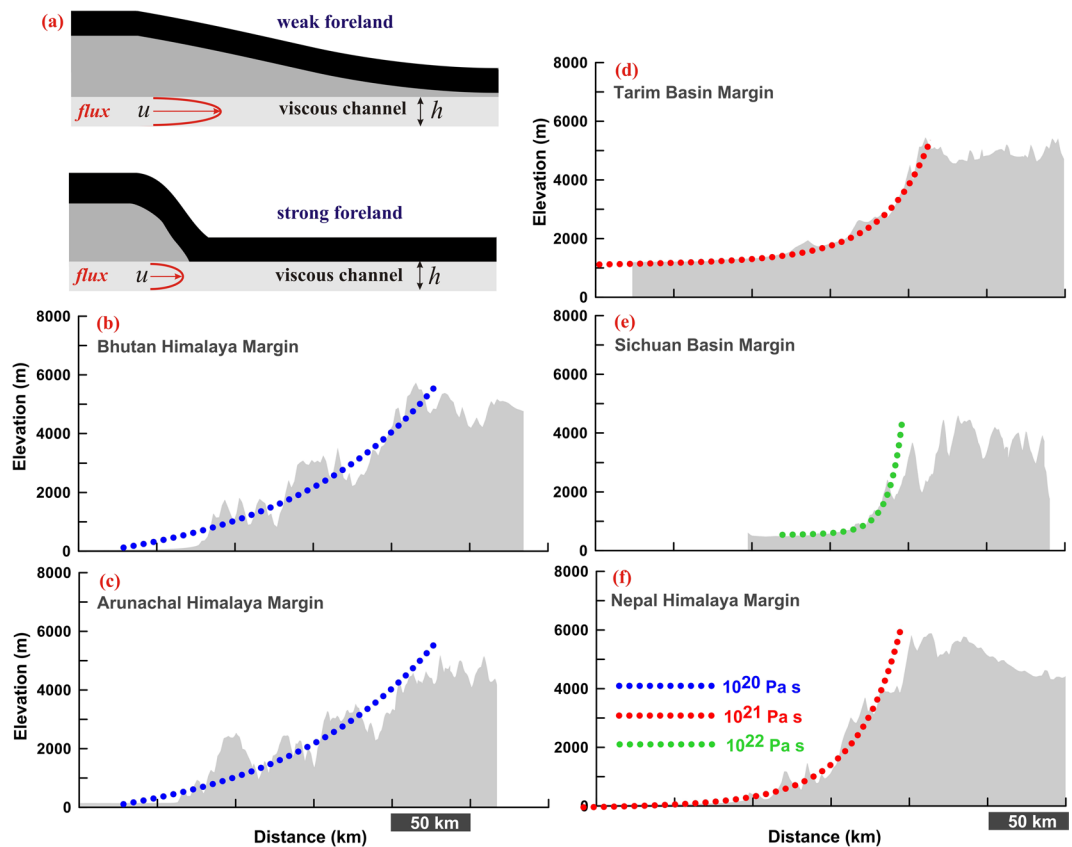 (a)
weak foreland
flux u viscous channel h
strong foreland
flux u viscous channel h
(b)
Bhutan Himalaya Margin
8000
6000
4000
2000
0
Elevation (m)
(c)
Arunachal Himalaya Margin
8000
6000
4000
2000
0
Elevation (m)
50 km
Distance (km)
(d)
Tarim Basin Margin
8000
6000
4000
2000
0
Elevation (m)
(e)
Sichuan Basin Margin
8000
6000
4000
2000
0
(f)
Nepal Himalaya Margin
8000
6000
4000
2000
0
10^20 Pa s
10^21 Pa s
10^22 Pa s
50 km
Distance (km)